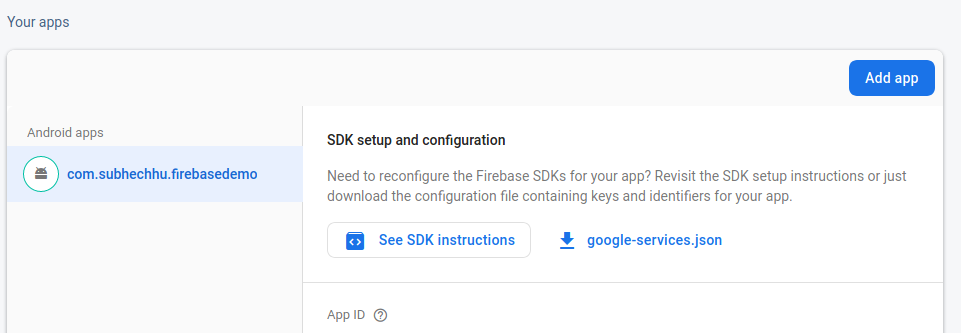 Your apps
Add app
Android apps
com.subhechhu.firebasedemo
SDK setup and configuration
Need to reconfigure the Firebase SDKs for your app? Revisit the SDK setup instructions or just
download the configuration file containing keys and identifiers for your app.
See SDK instructions
google-services.json
App ID